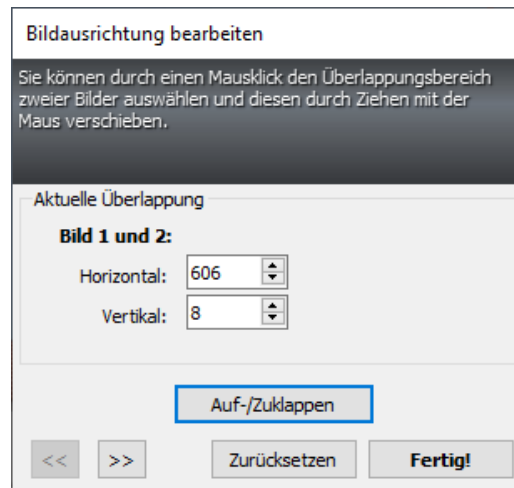 Bildausrichtung bearbeiten
Sie können durch einen Mausklick den Überlappungsbereich
zweier Bilder auswählen und diesen durch Ziehen mit der
Maus verschieben.
Aktuelle Überlappung
Bild 1 und 2:
Horizontal: 606
Vertikal: 8
Auf-/Zuklappen
<< >> Zurücksetzen Fertig!